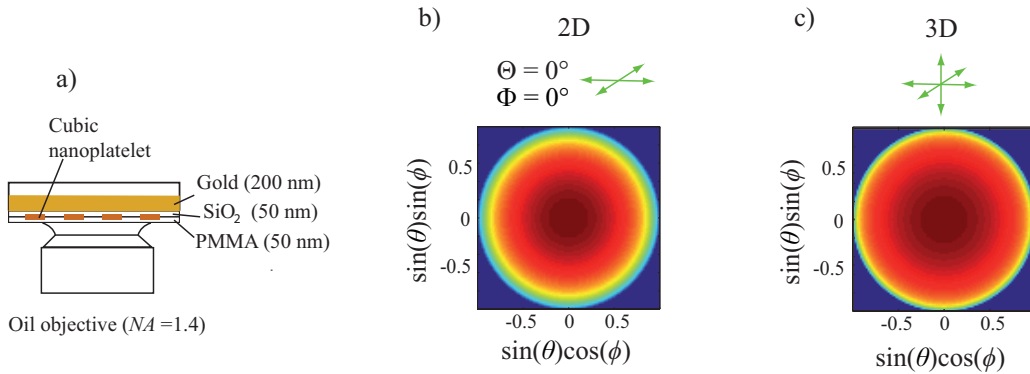 a)
Cubic
nanoplatelet
Gold (200 nm)
SiO₂ (50 nm)
PMMA (50 nm)
Oil objective (NA =1.4)
b)
2D
Θ = 0°
Φ = 0°
sin(θ)sin(ϕ)
0.5
0
-0.5
-0.5 0 0.5
sin(θ)cos(ϕ)
c)
3D
sin(θ)sin(ϕ)
0.5
0
-0.5
-0.5 0 0.5
sin(θ)cos(ϕ)